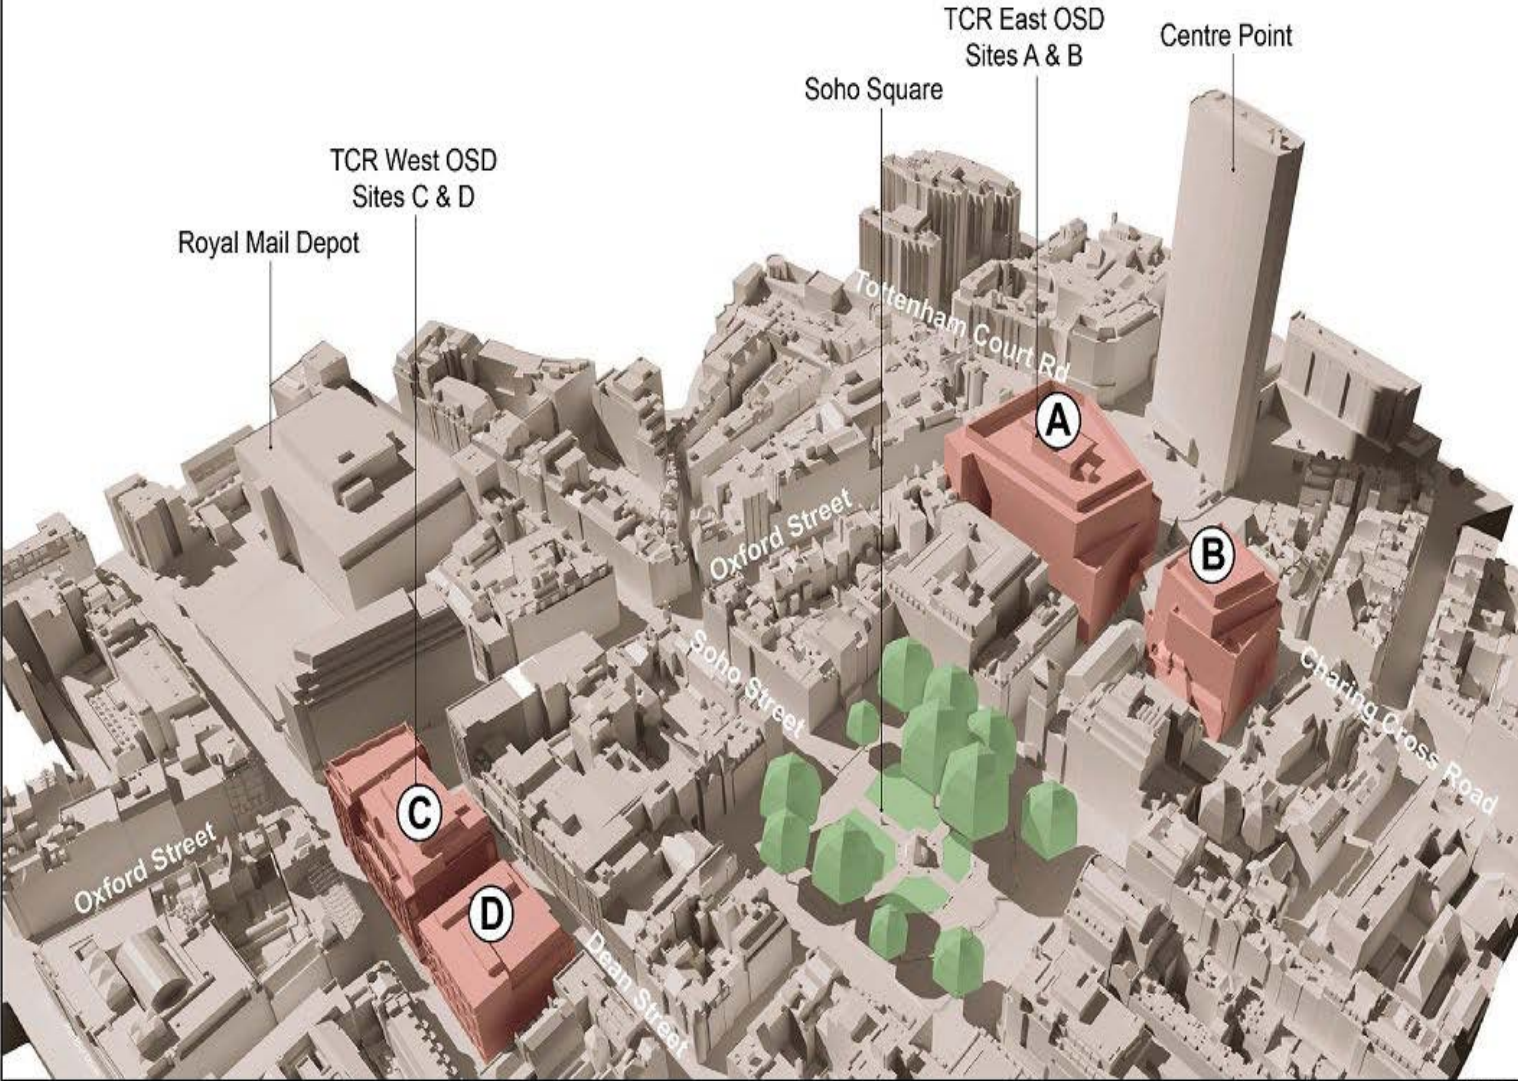 TCR East OSD
Sites A & B
Centre Point
Soho Square
TCR West OSD
Sites C & D
Royal Mail Depot
Tottenham Court Rd
A
Oxford Street
B
Soho Street
Charing Cross Road
C
Oxford Street
D
Dean Street